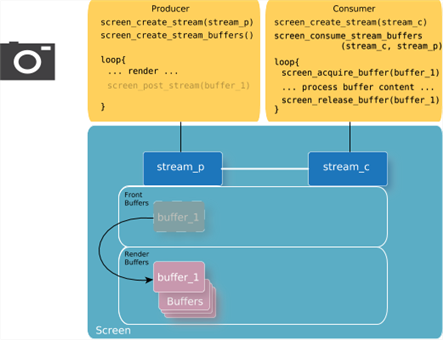 Producer
screen_create_stream(stream_p)
screen_create_stream_buffers()
loop{
... render ...
screen_post_stream(buffer_1)
}
Consumer
screen_create_stream(stream_c)
screen_consume_stream_buffers
(stream_c, stream_p)
loop{
screen_acquire_buffer(buffer_1)
... process buffer content ...
screen_release_buffer(buffer_1)
}
stream_p
stream_c
Front
Buffers
buffer_1
Render
Buffers
buffer_1
Buffers
Screen